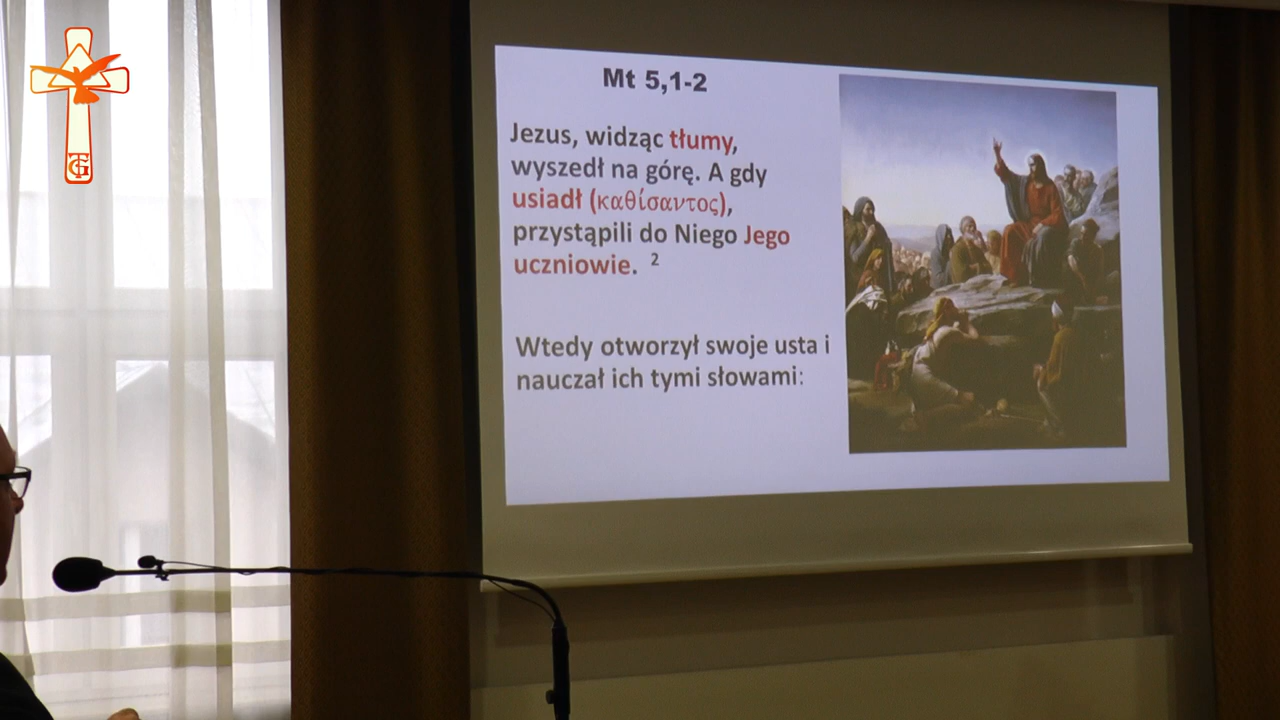 Mt 5,1-2
Jezus, widząc tłumy,
wyszedł na górę. A gdy
usiadł (καθίσαντος),
przystąpili do Niego Jego
uczniowie. 2
Wtedy otworzył swoje usta i
nauczał ich tymi słowami: